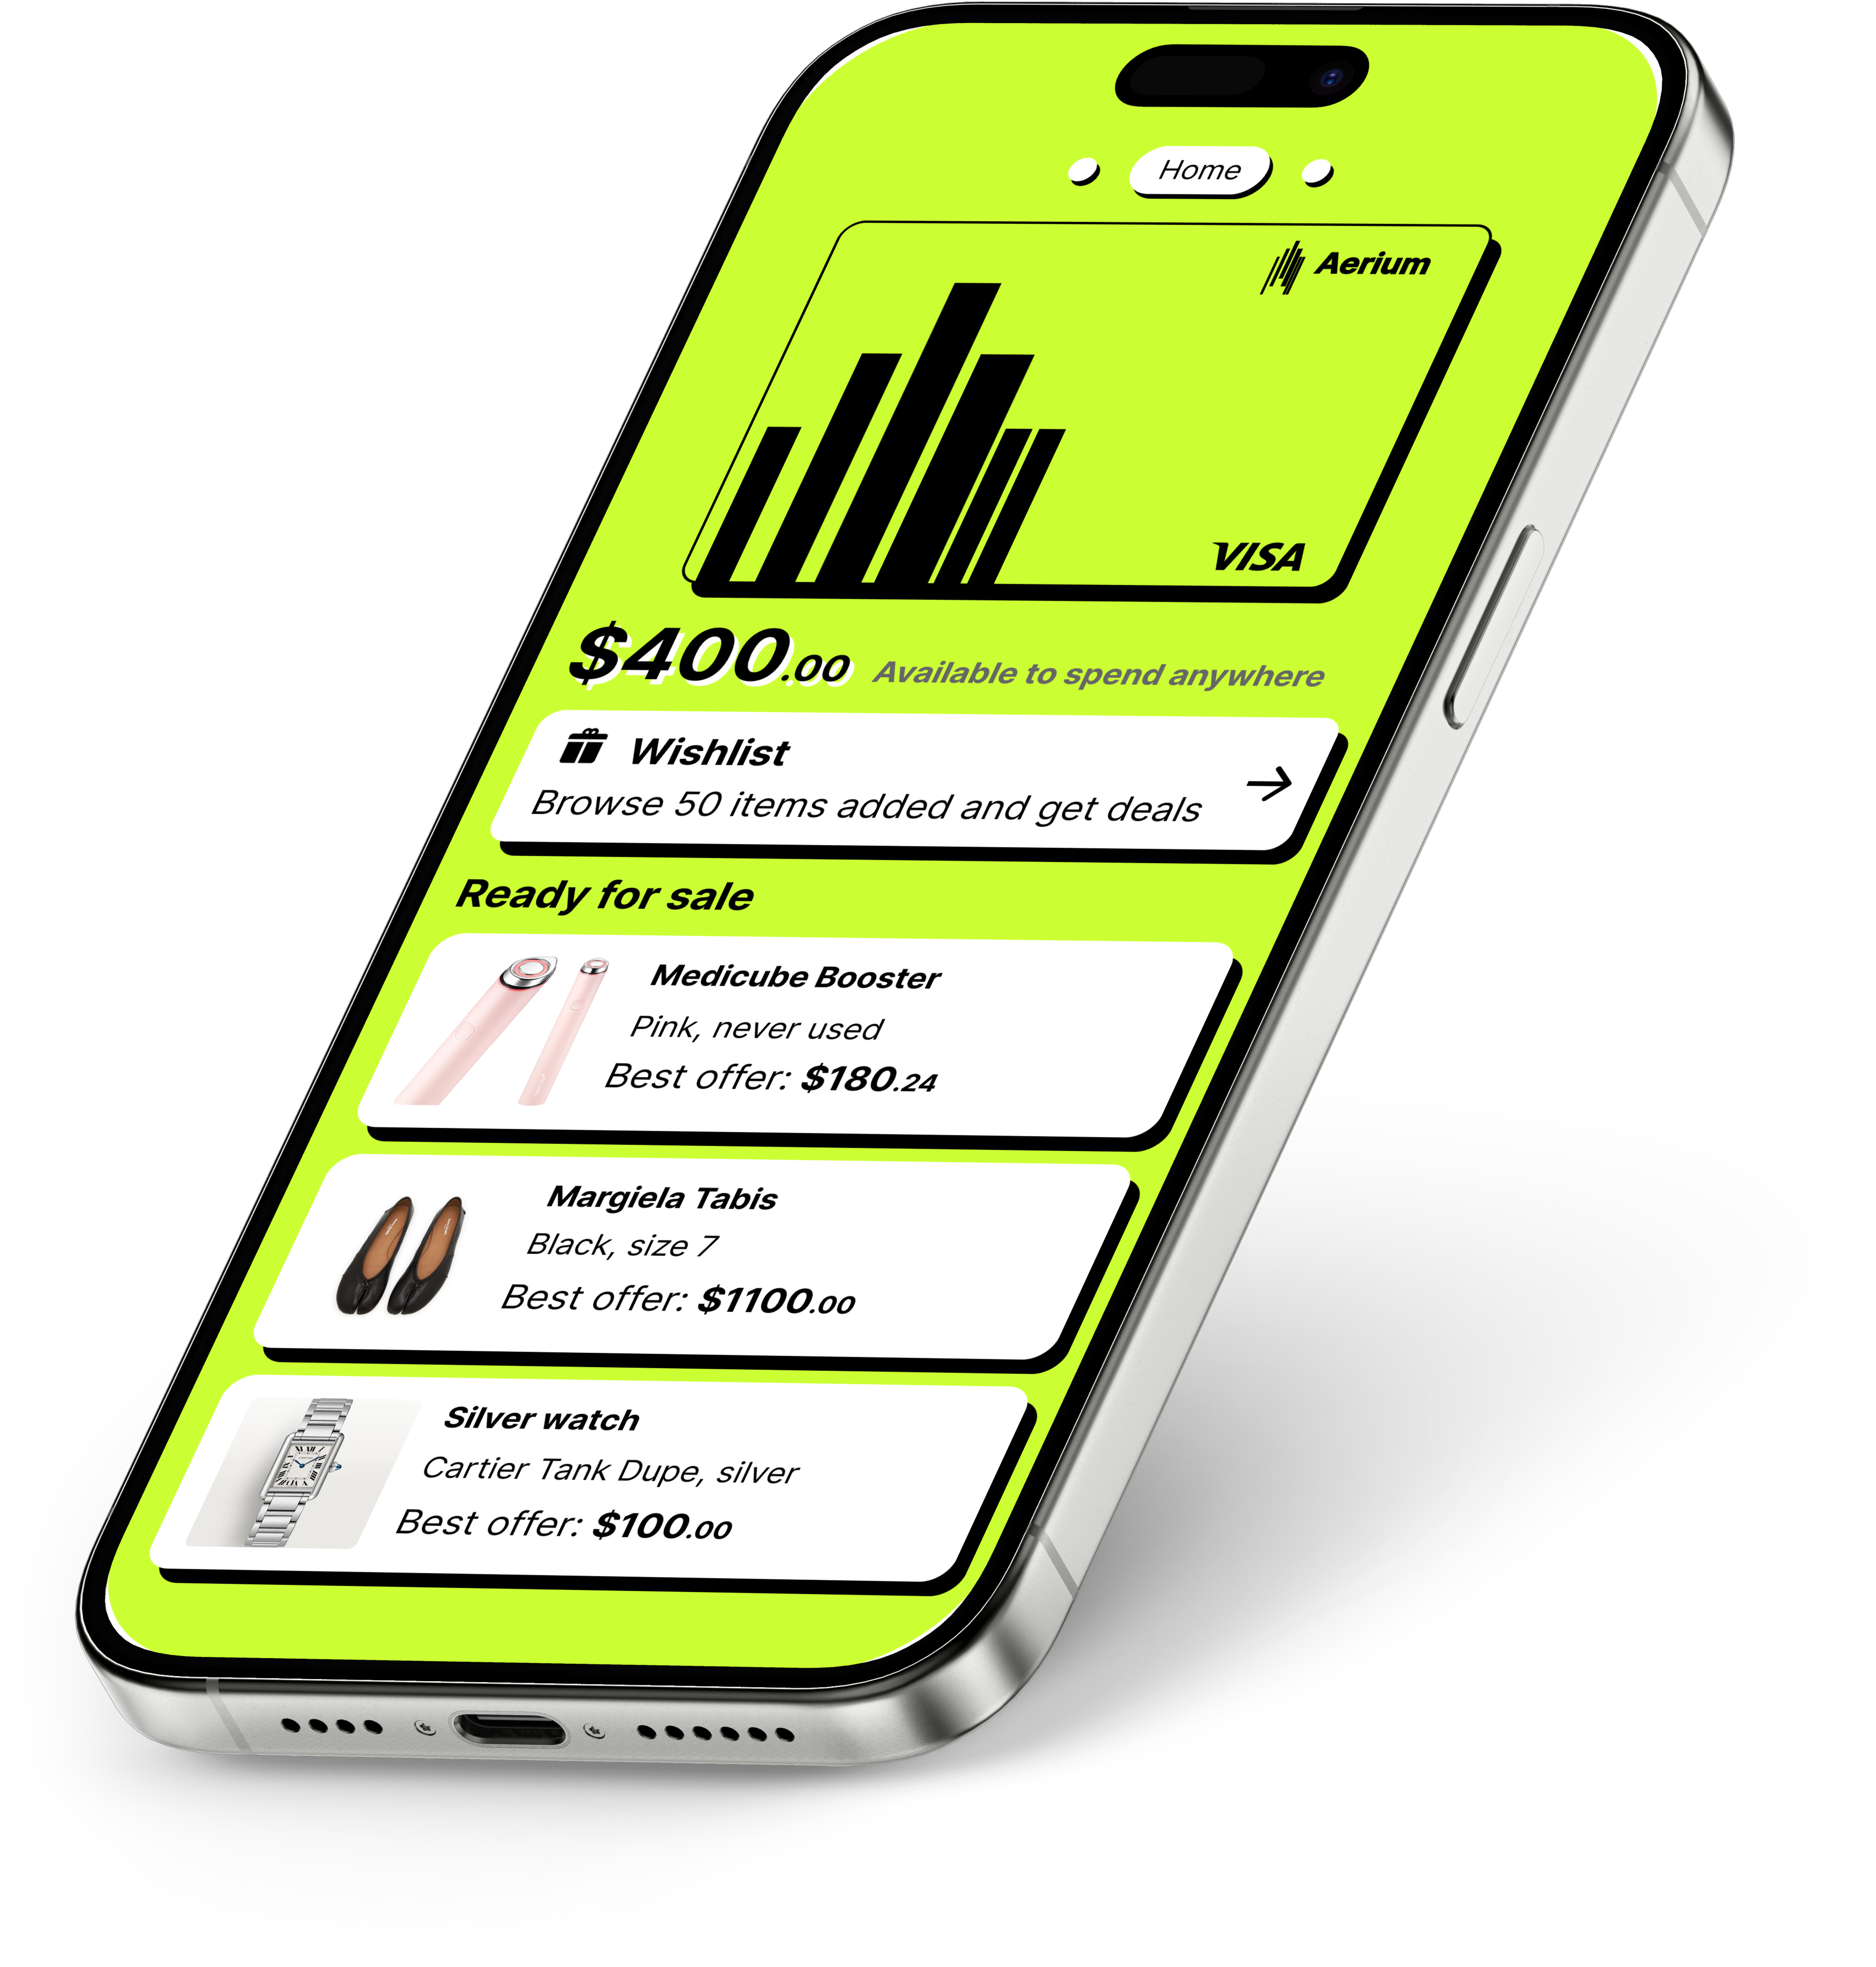 Home
Aerium
VISA
$400.00 Available to spend anywhere
Wishlist
Browse 50 items added and get deals
Ready for sale
Medicube Booster
Pink, never used
Best offer: $180.24
Margiela Tabis
Black, size 7
Best offer: $1100.00
Silver watch
Cartier Tank Dupe, silver
Best offer: $100.00